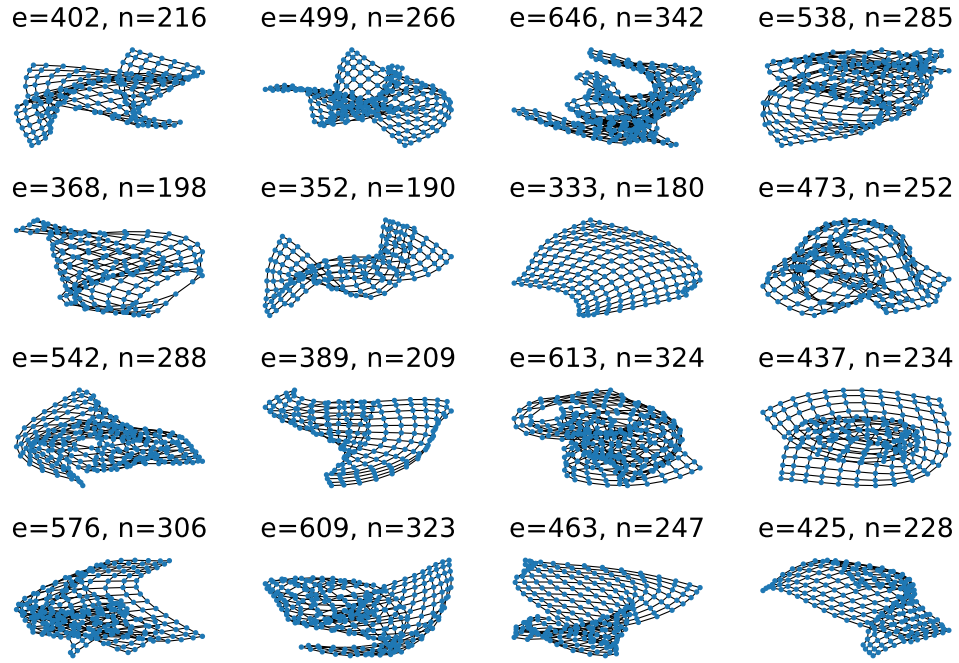 e=402, n=216 e=499, n=266 e=646, n=342 e=538, n=285
e=368, n=198 e=352, n=190 e=333, n=180 e=473, n=252
e=542, n=288 e=389, n=209 e=613, n=324 e=437, n=234
e=576, n=306 e=609, n=323 e=463, n=247 e=425, n=228